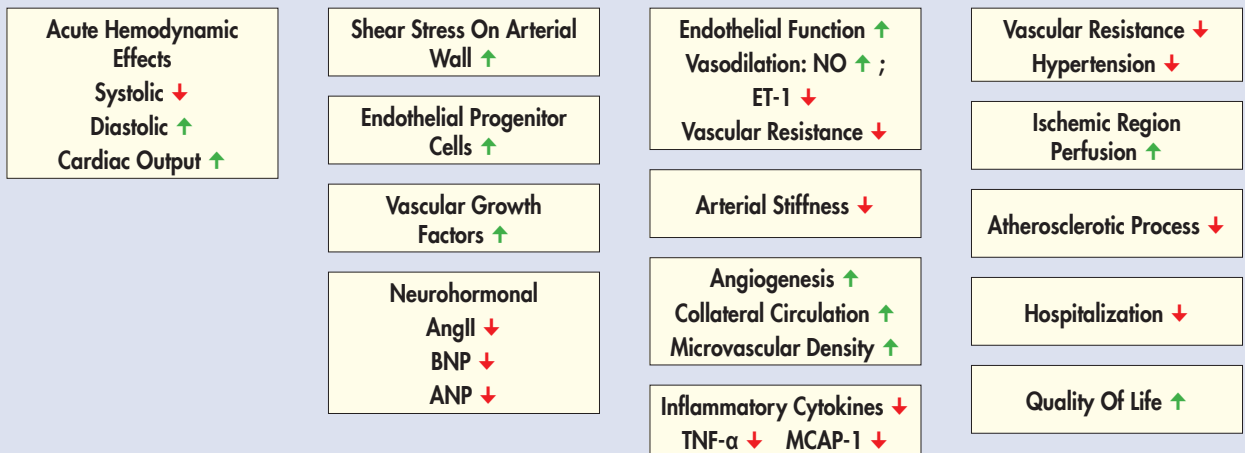 Acute Hemodynamic
Effects
Systolic ↓
Diastolic ↑
Cardiac Output ↑
Shear Stress On Arterial
Wall ↑
Endothelial Progenitor
Cells ↑
Vascular Growth
Factors ↑
Neurohormonal
AngII ↓
BNP ↓
ANP ↓
Endothelial Function ↑
Vasodilation: NO ↑ ;
ET-1 ↓
Vascular Resistance ↓
Arterial Stiffness ↓
Angiogenesis ↑
Collateral Circulation ↑
Microvascular Density ↑
Inflammatory Cytokines ↓
TNF-α ↓ MCAP-1 ↓
Vascular Resistance ↓
Hypertension ↓
Ischemic Region
Perfusion ↑
Atherosclerotic Process ↓
Hospitalization ↓
Quality Of Life ↑